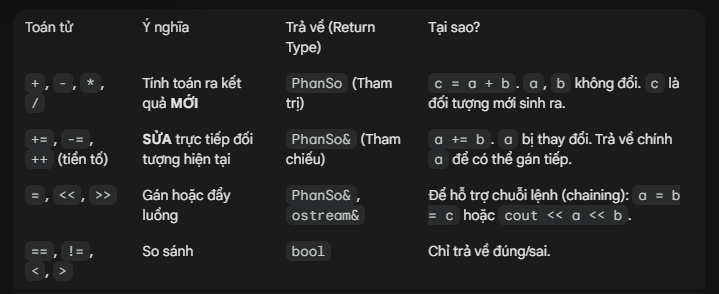 Toán tử Ý nghĩa Trả về (Return Tại sao?
Type)
+ , - , * , Tính toán ra kết PhanSo (Tham c = a + b . a , b không đổi. c là
/ quả MỚI trị) đối tượng mới sinh ra.
+= , -= , SỬA trực tiếp đối PhanSo& (Tham a += b . a bị thay đổi. Trả về chính
++ (tiền tố) tượng hiện tại chiếu) a để có thể gán tiếp.
= , << , >> Gán hoặc đẩy PhanSo& , Để hỗ trợ chuỗi lệnh (chaining): a = b
luồng ostream& = c hoặc cout << a << b .
== , != , So sánh bool Chỉ trả về đúng/sai.
< , >